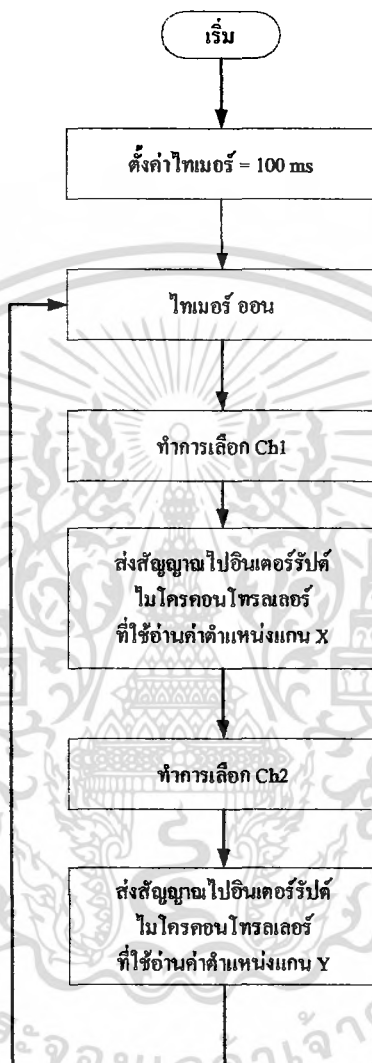 เริ่ม
ตั้งค่าไทเมอร์ = 100 ms
ไทเมอร์ ออน
ทำการเลือก Ch1
ส่งสัญญาณไปอินเตอร์รัปต์
ไมโครคอนโทรลเลอร์
ที่ใช้อ่านค่าตำแหน่งแกน X
ทำการเลือก Ch2
ส่งสัญญาณไปอินเตอร์รัปต์
ไมโครคอนโทรลเลอร์
ที่ใช้อ่านค่าตำแหน่งแกน Y